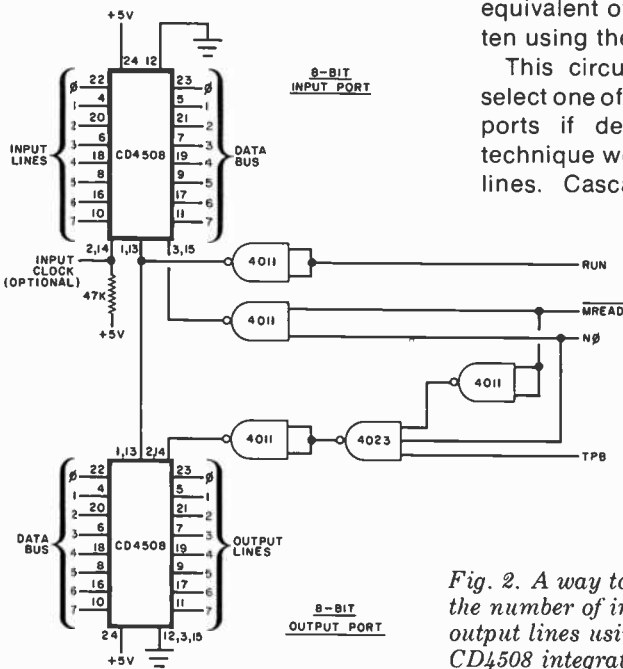 equivalent o
ten using the
This circu
select one of
ports if de
technique we
lines. Casca
+5V
24 12
8-BIT
INPUT PORT
INPUT
LINES
Ø 22
1 4
2 20
3 6
4 18
5 8
6 16
7 10
CD4508
23 Ø
5 1
21 2
7 3
19 4
9 5
17 6
11 7
DATA
BUS
2,14 1,13 3,15
INPUT
CLOCK
(OPTIONAL)
47K
+5V
4011
RUN
4011
MREAD
NØ
4011
4011
4023
TPB
1,13 2,14
DATA
BUS
Ø 22
1 4
2 20
3 6
4 18
5 8
6 16
7 10
CD4508
23 Ø
5 1
21 2
7 3
19 4
9 5
17 6
11 7
OUTPUT
LINES
24 12,3,15
+5V
8-BIT
OUTPUT PORT
Fig. 2. A way to
the number of in
output lines usin
CD4508 integrat